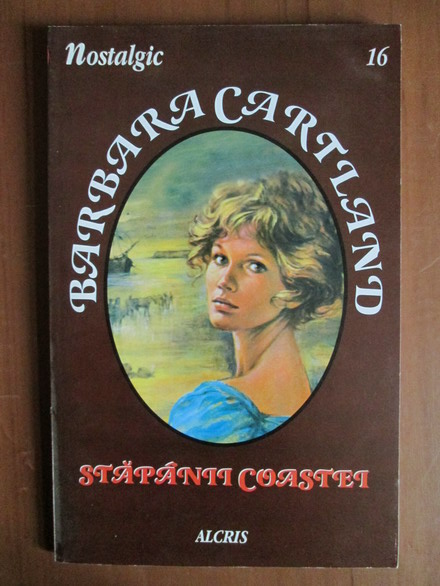 Nostalgic
16
BARBARA CARTLAND
STĂPÂNII COASTEI
ALCRIS